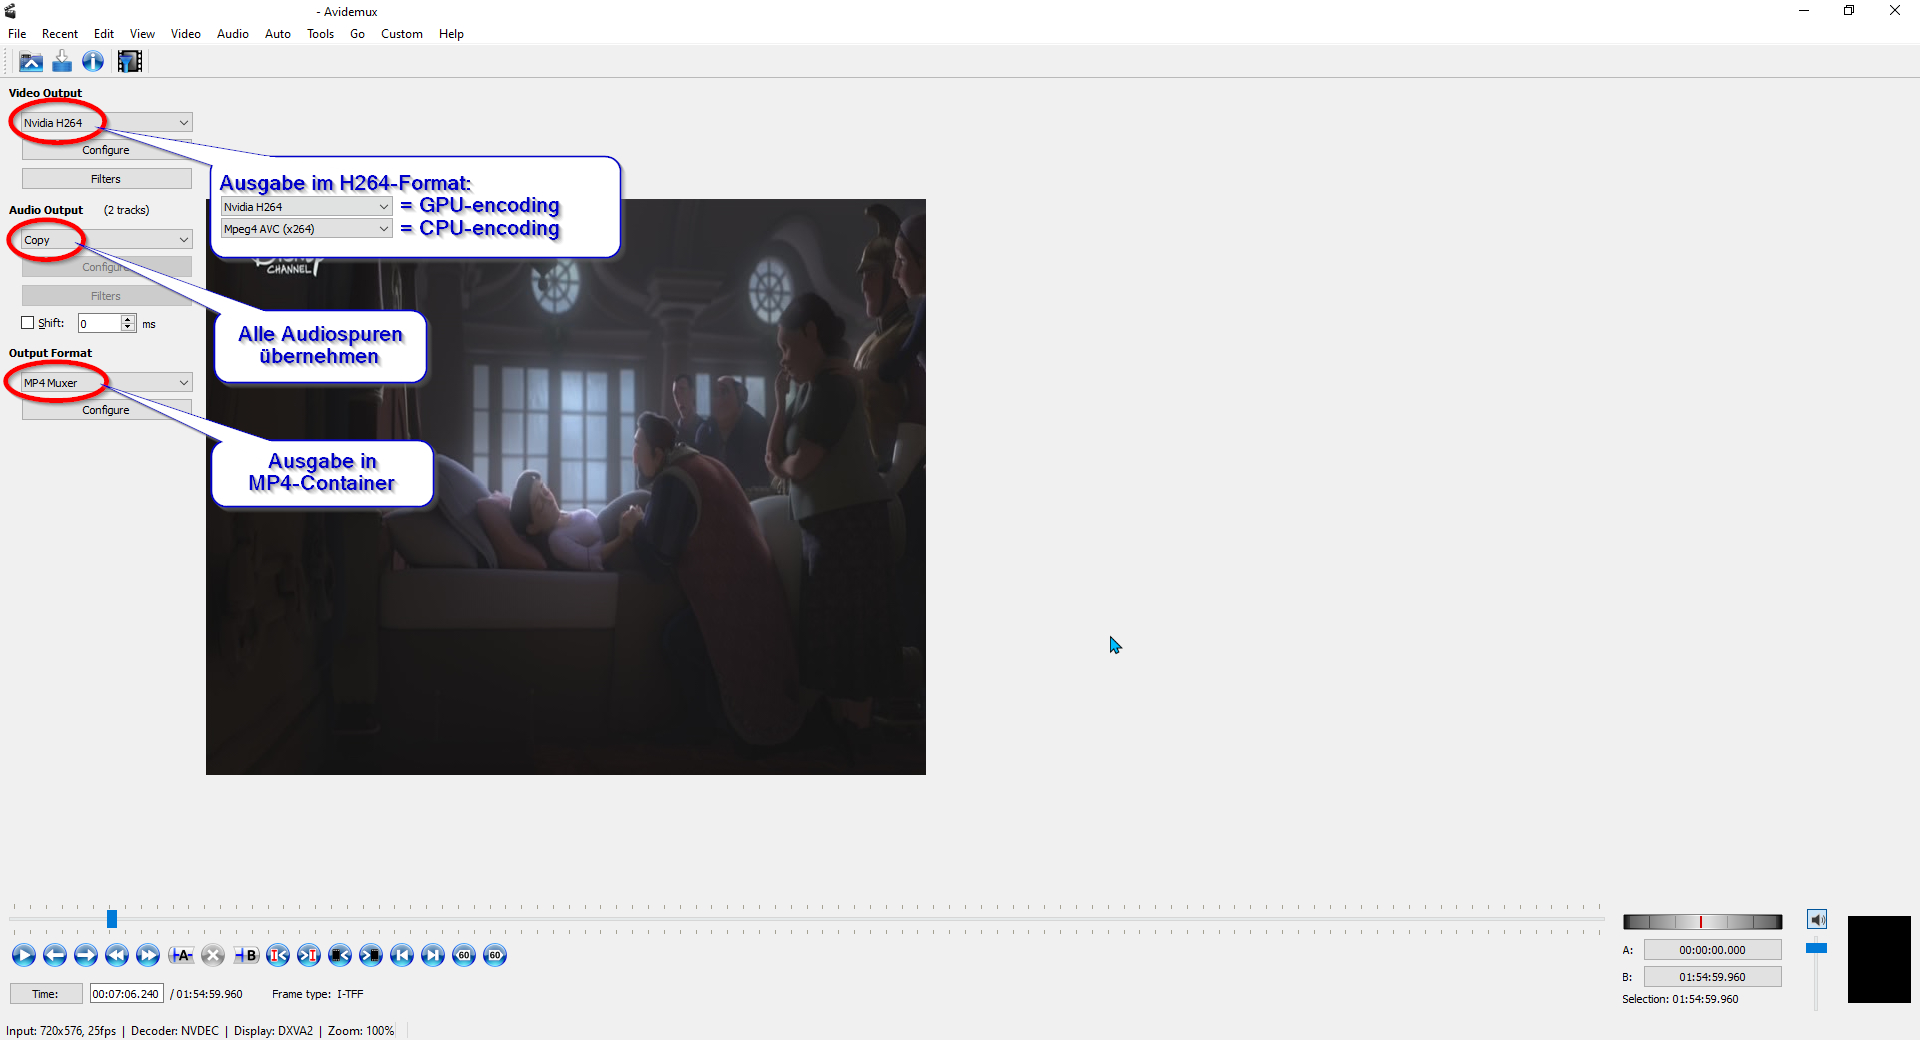 - Avidemux
File Recent Edit View Video Audio Auto Tools Go Custom Help
Video Output
Nvidia H264
Configure
Filters
Ausgabe im H264-Format:
Nvidia H264 = GPU-encoding
Mpeg4 AVC (x264) = CPU-encoding
Audio Output (2 tracks)
Copy
Configure
Filters
Shift: 0 ms
CHANNEL
Alle Audiospuren
übernehmen
Output Format
MP4 Muxer
Configure
Ausgabe in
MP4-Container
A
B
60
60
A: 00:00:00.000
B: 01:54:59.960
Selection: 01:54:59.960
Time: 00:07:06.240 / 01:54:59.960 Frame type: I-TFF
Input: 720x576, 25fps | Decoder: NVDEC | Display: DXVA2 | Zoom: 100%